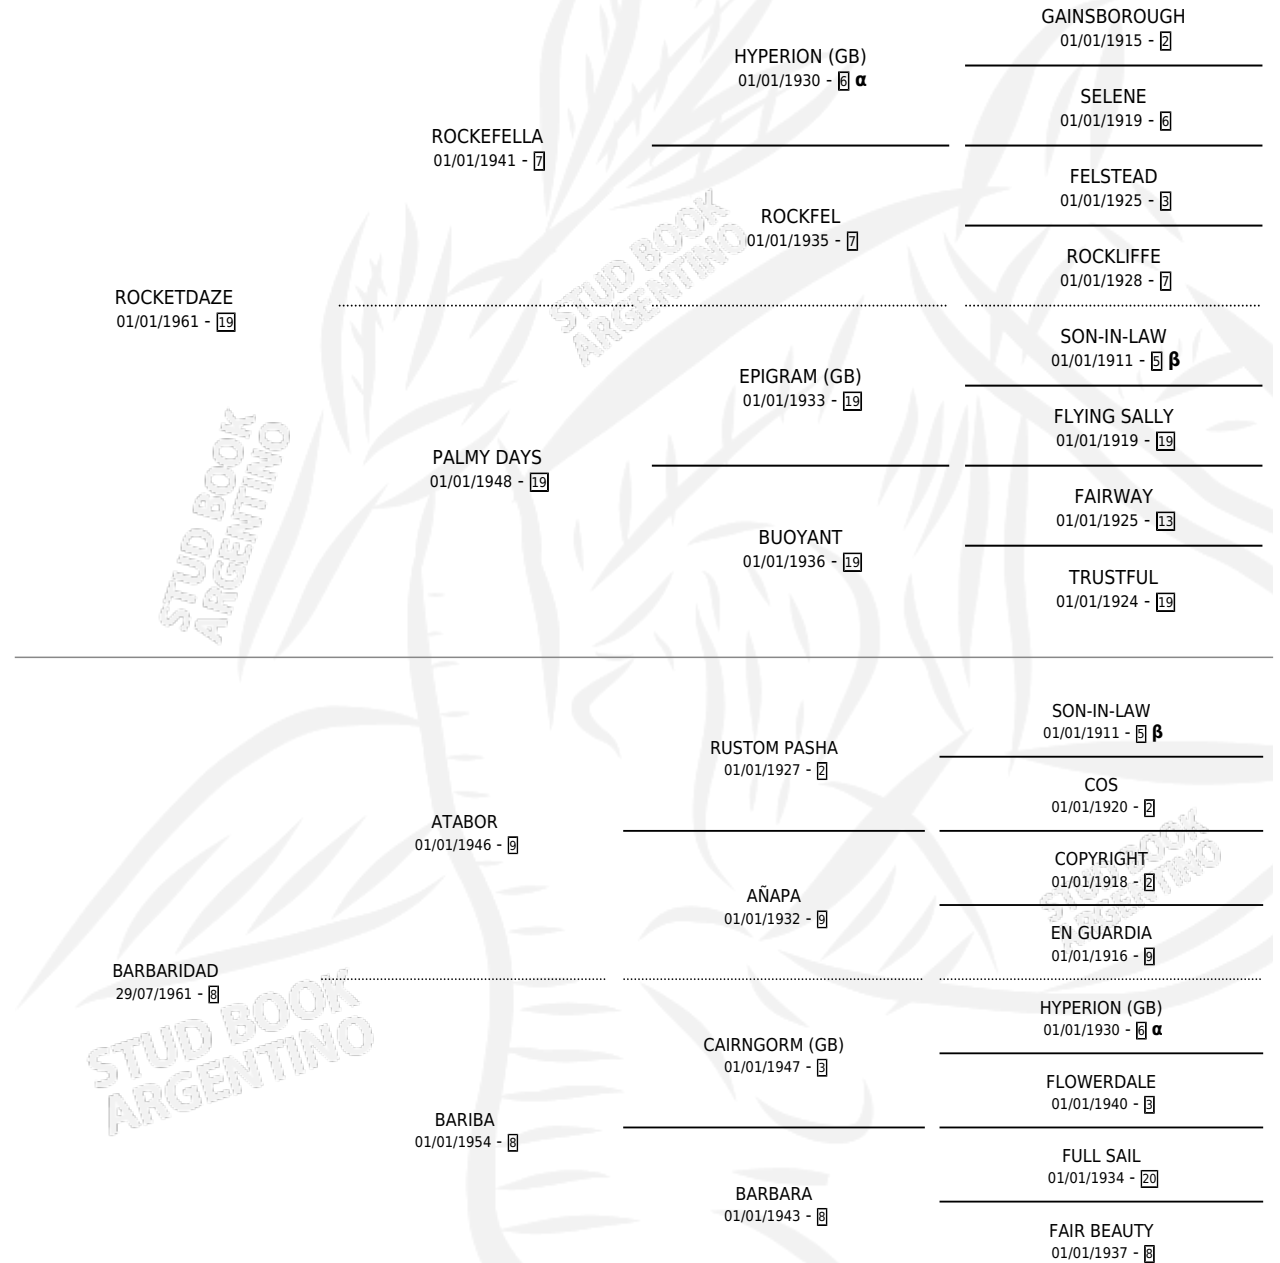 GAINSBOROUGH
01/01/1915 - 2
HYPERION (GB)
01/01/1930 - 6 α
SELENE
01/01/1919 - 6
ROCKEFELLA
01/01/1941 - 7
FELSTEAD
01/01/1925 - 3
ROCKFEL
01/01/1935 - 7
ROCKLIFFE
01/01/1928 - 7
ROCKETDAZE
01/01/1961 - 19
SON-IN-LAW
01/01/1911 - 5 β
EPIGRAM (GB)
01/01/1933 - 19
FLYING SALLY
01/01/1919 - 19
PALMY DAYS
01/01/1948 - 19
FAIRWAY
01/01/1925 - 13
BUOYANT
01/01/1936 - 19
TRUSTFUL
01/01/1924 - 19
SON-IN-LAW
01/01/1911 - 5 β
RUSTOM PASHA
01/01/1927 - 2
COS
01/01/1920 - 2
ATABOR
01/01/1946 - 9
COPYRIGHT
01/01/1918 - 2
AÑAPA
01/01/1932 - 9
EN GUARDIA
01/01/1916 - 9
BARBARIDAD
29/07/1961 - 8
HYPERION (GB)
01/01/1930 - 6 α
CAIRNGORM (GB)
01/01/1947 - 3
FLOWERDALE
01/01/1940 - 3
BARIBA
01/01/1954 - 8
FULL SAIL
01/01/1934 - 20
BARBARA
01/01/1943 - 8
FAIR BEAUTY
01/01/1937 - 8
STUD BOOK
ARGENTINO
STUD BOOK
ARGENTINO
STUD BOOK
ARGENTINO
STUD BOOK
ARGENTINO